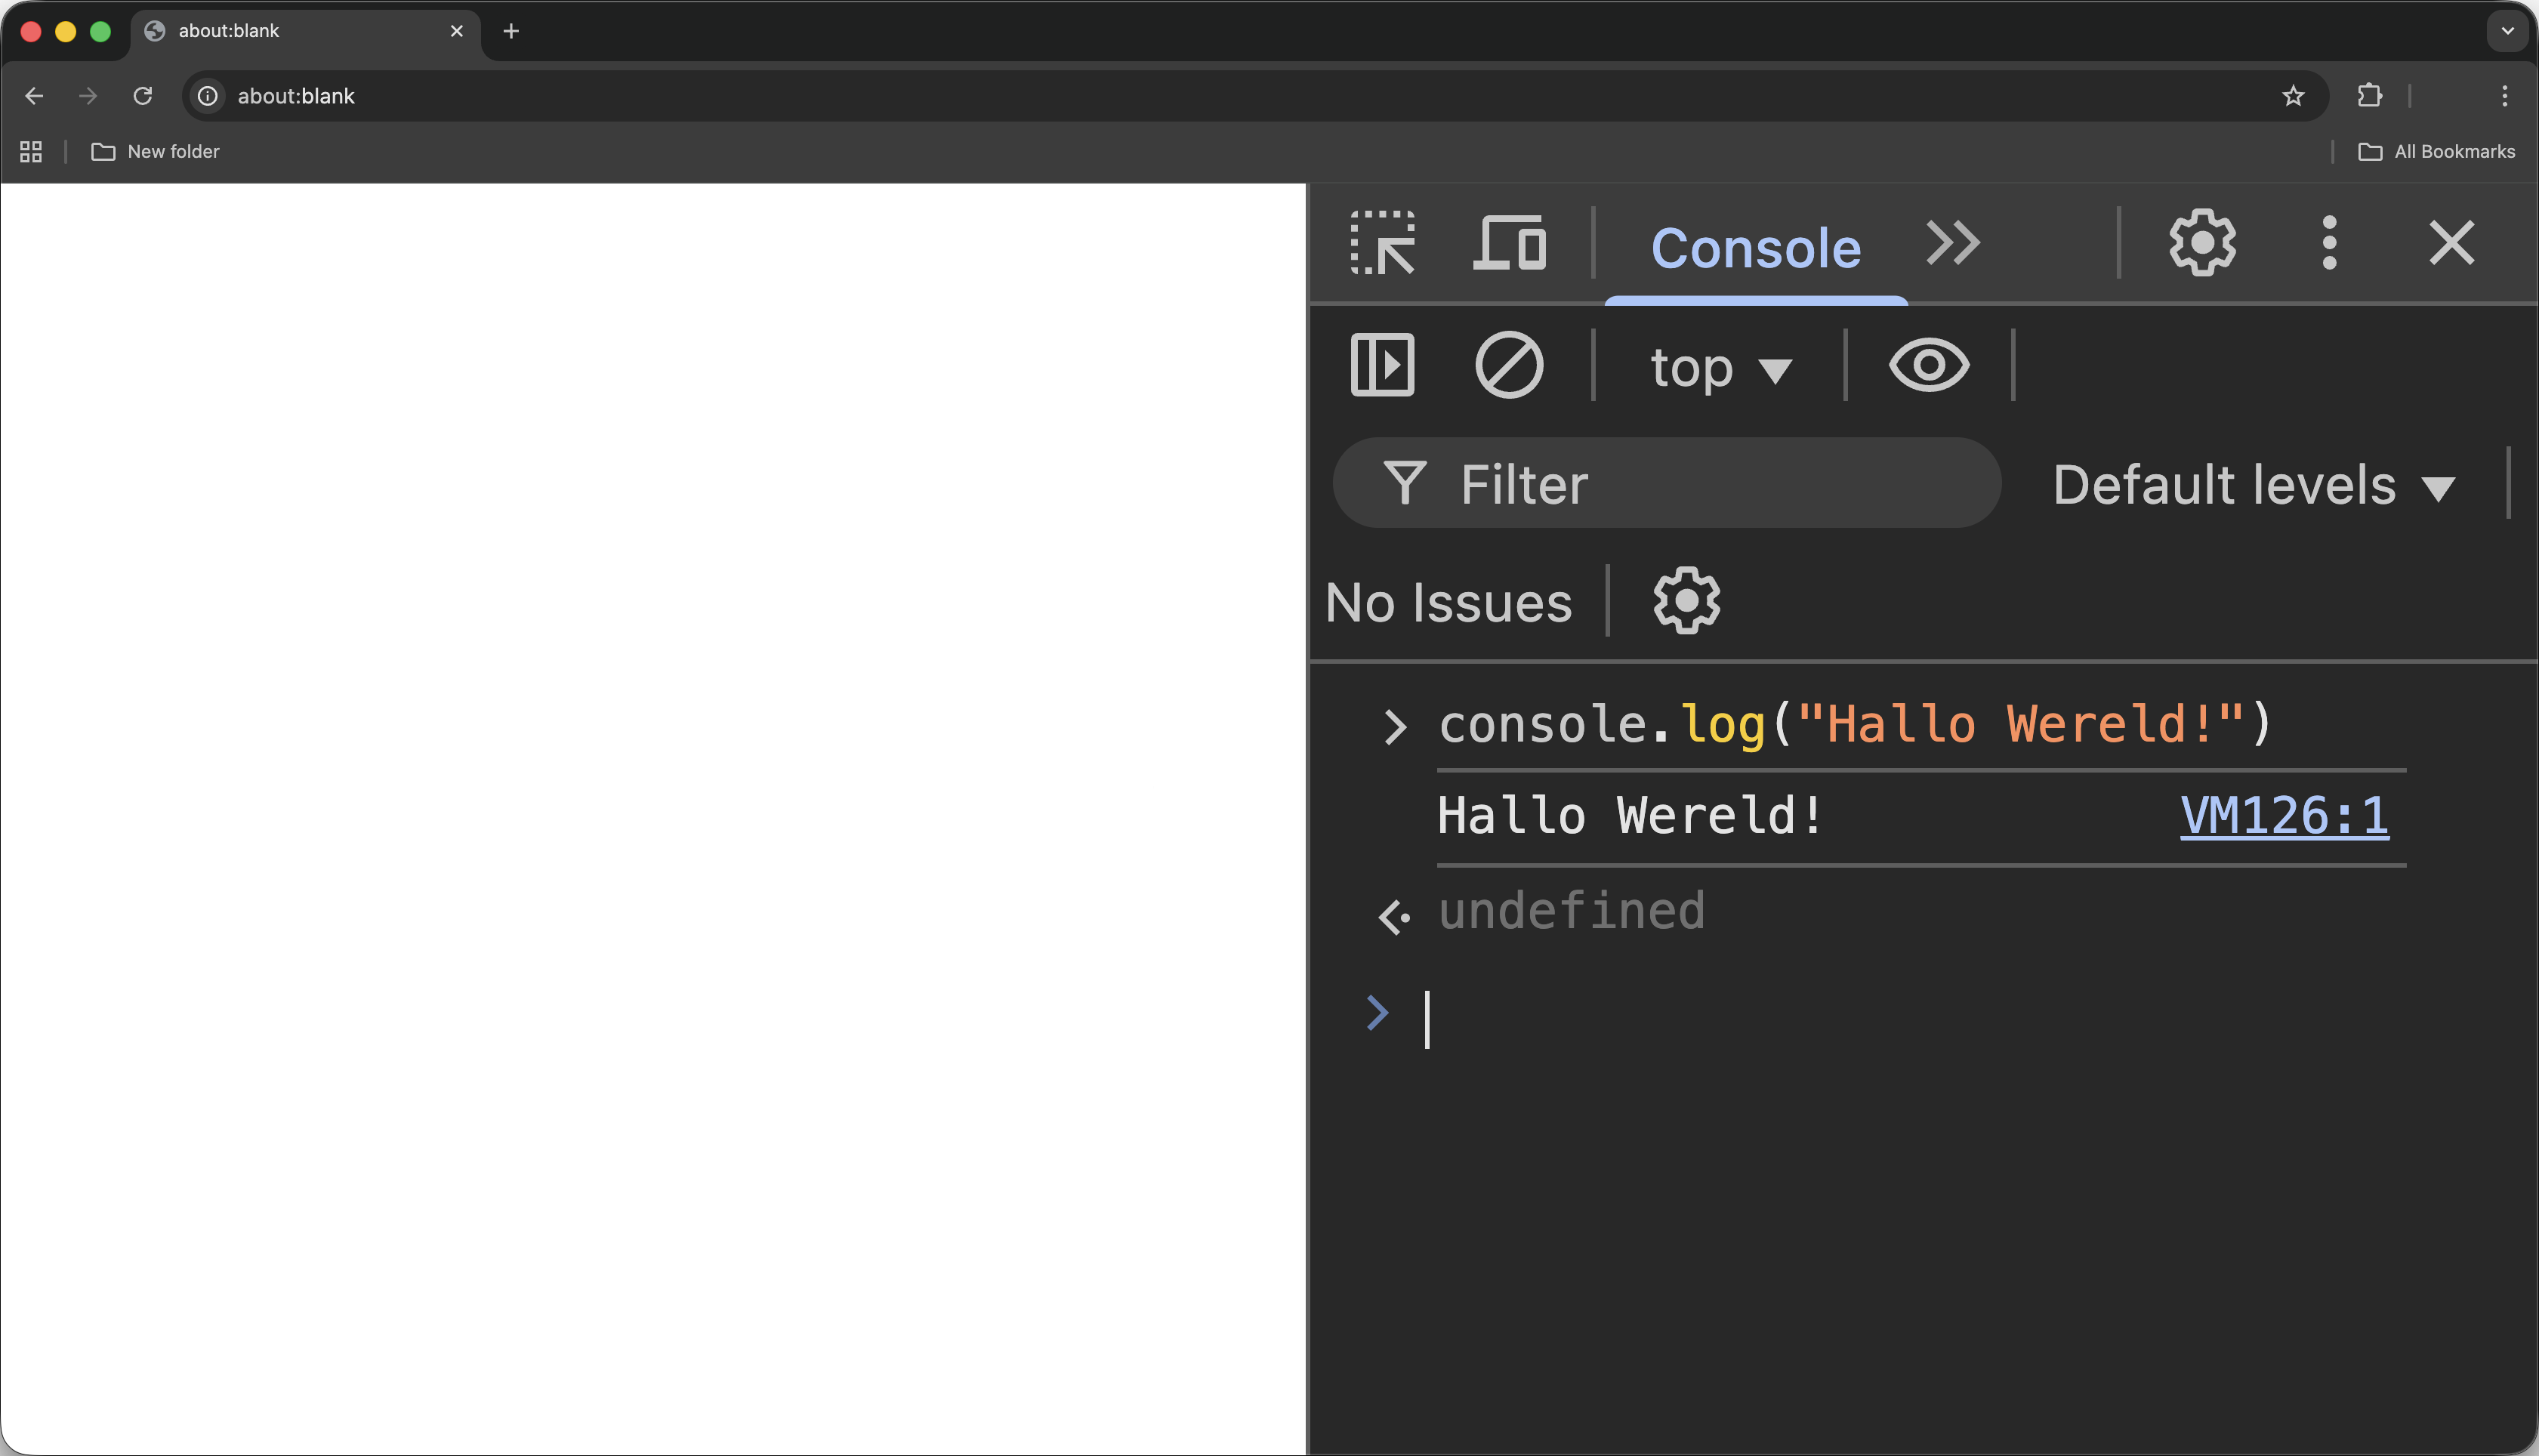 about:blank
about:blank
New folder
All Bookmarks
Console
top
Filter
Default levels
No Issues
console.log("Hallo Wereld!")
Hallo Wereld! VM126:1
undefined